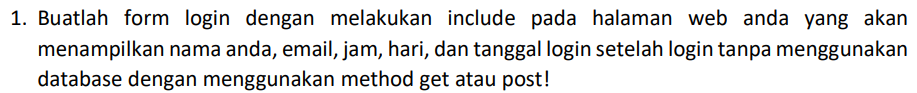 1. Buatlah form login dengan melakukan include pada halaman web anda yang akan
menampilkan nama anda, email, jam, hari, dan tanggal login setelah login tanpa menggunakan
database dengan menggunakan method get atau post!